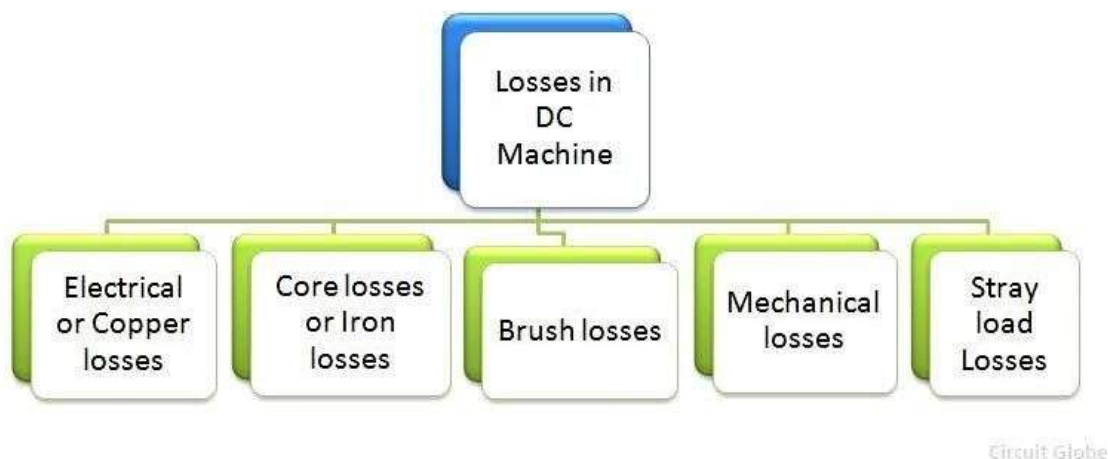 Losses in
DC
Machine
Electrical
or Copper
losses
Core losses
or Iron
losses
Brush losses
Mechanical
losses
Stray
load
Losses
Circuit Globe